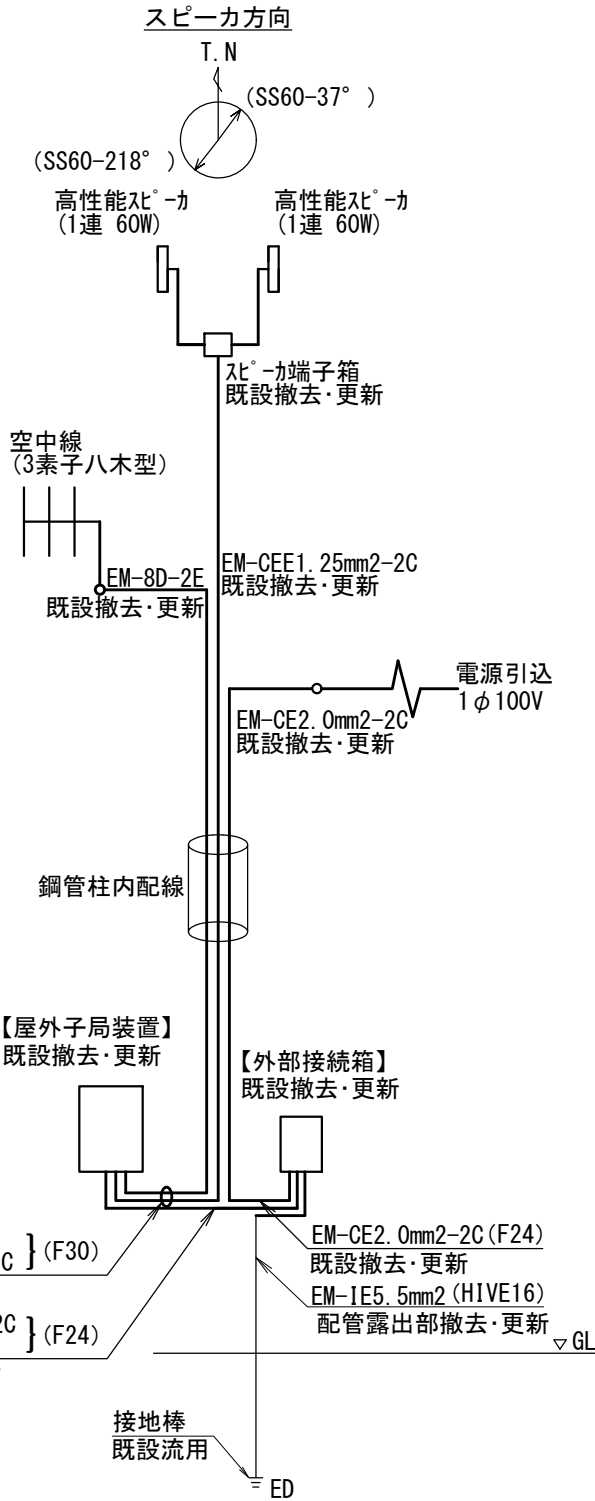 スピーカ方向
T.N
(SS60-37° )
(SS60-218° )
高性能ｽﾋﾟｰｶ
(1連 60W)
高性能ｽﾋﾟｰｶ
(1連 60W)
ｽﾋﾟｰｶ端子箱
既設撤去･更新
空中線
(3素子八木型)
EM-8D-2E
既設撤去･更新
EM-CEE1.25mm2-2C
既設撤去･更新
電源引込
1φ100V
EM-CE2.0mm2-2C
既設撤去･更新
鋼管柱内配線
【屋外子局装置】
既設撤去･更新
【外部接続箱】
既設撤去･更新
C } (F30)
2C } (F24)
EM-CE2.0mm2-2C(F24)
既設撤去･更新
EM-IE5.5mm2(HIVE16)
配管露出部撤去･更新
▽GL
接地棒
既設流用
ED